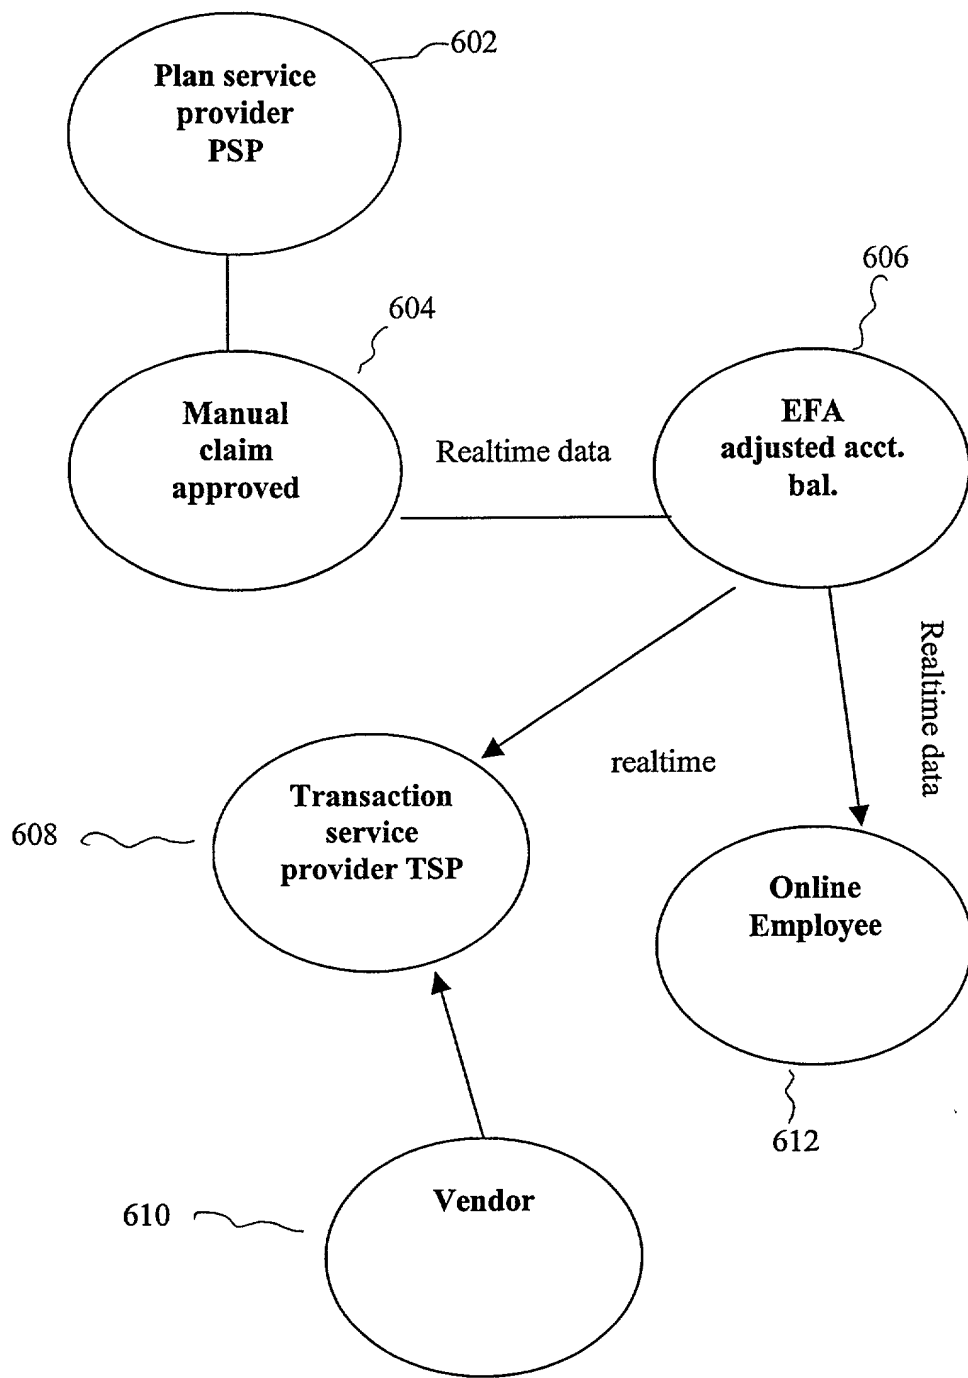 602
Plan service
provider
PSP
606
604
Manual
claim
approved
Realtime data
EFA
adjusted acct.
bal.
Realtime data
realtime
Transaction
service
provider TSP
608
Online
Employee
612
Vendor
610